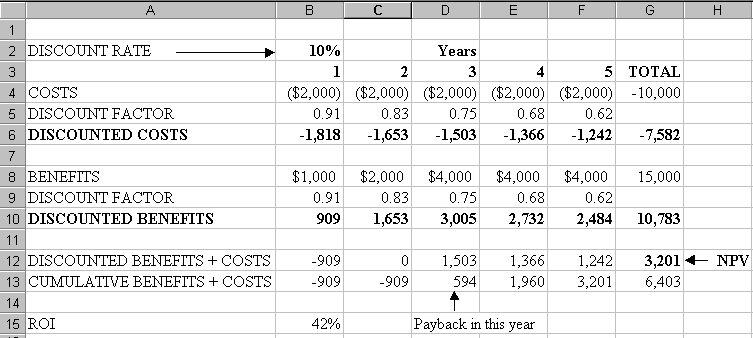 A B C D E F G H
1
2 DISCOUNT RATE 10% Years
3 1 2 3 4 5 TOTAL
4 COSTS ($2,000) ($2,000) ($2,000) ($2,000) ($2,000) -10,000
5 DISCOUNT FACTOR 0.91 0.83 0.75 0.68 0.62
6 DISCOUNTED COSTS -1,818 -1,653 -1,503 -1,366 -1,242 -7,582
7
8 BENEFITS $1,000 $2,000 $4,000 $4,000 $4,000 15,000
9 DISCOUNT FACTOR 0.91 0.83 0.75 0.68 0.62
10 DISCOUNTED BENEFITS 909 1,653 3,005 2,732 2,484 10,783
11
12 DISCOUNTED BENEFITS + COSTS -909 0 1,503 1,366 1,242 3,201 NPV
13 CUMULATIVE BENEFITS + COSTS -909 -909 594 1,960 3,201 6,403
14
15 ROI 42% Payback in this year